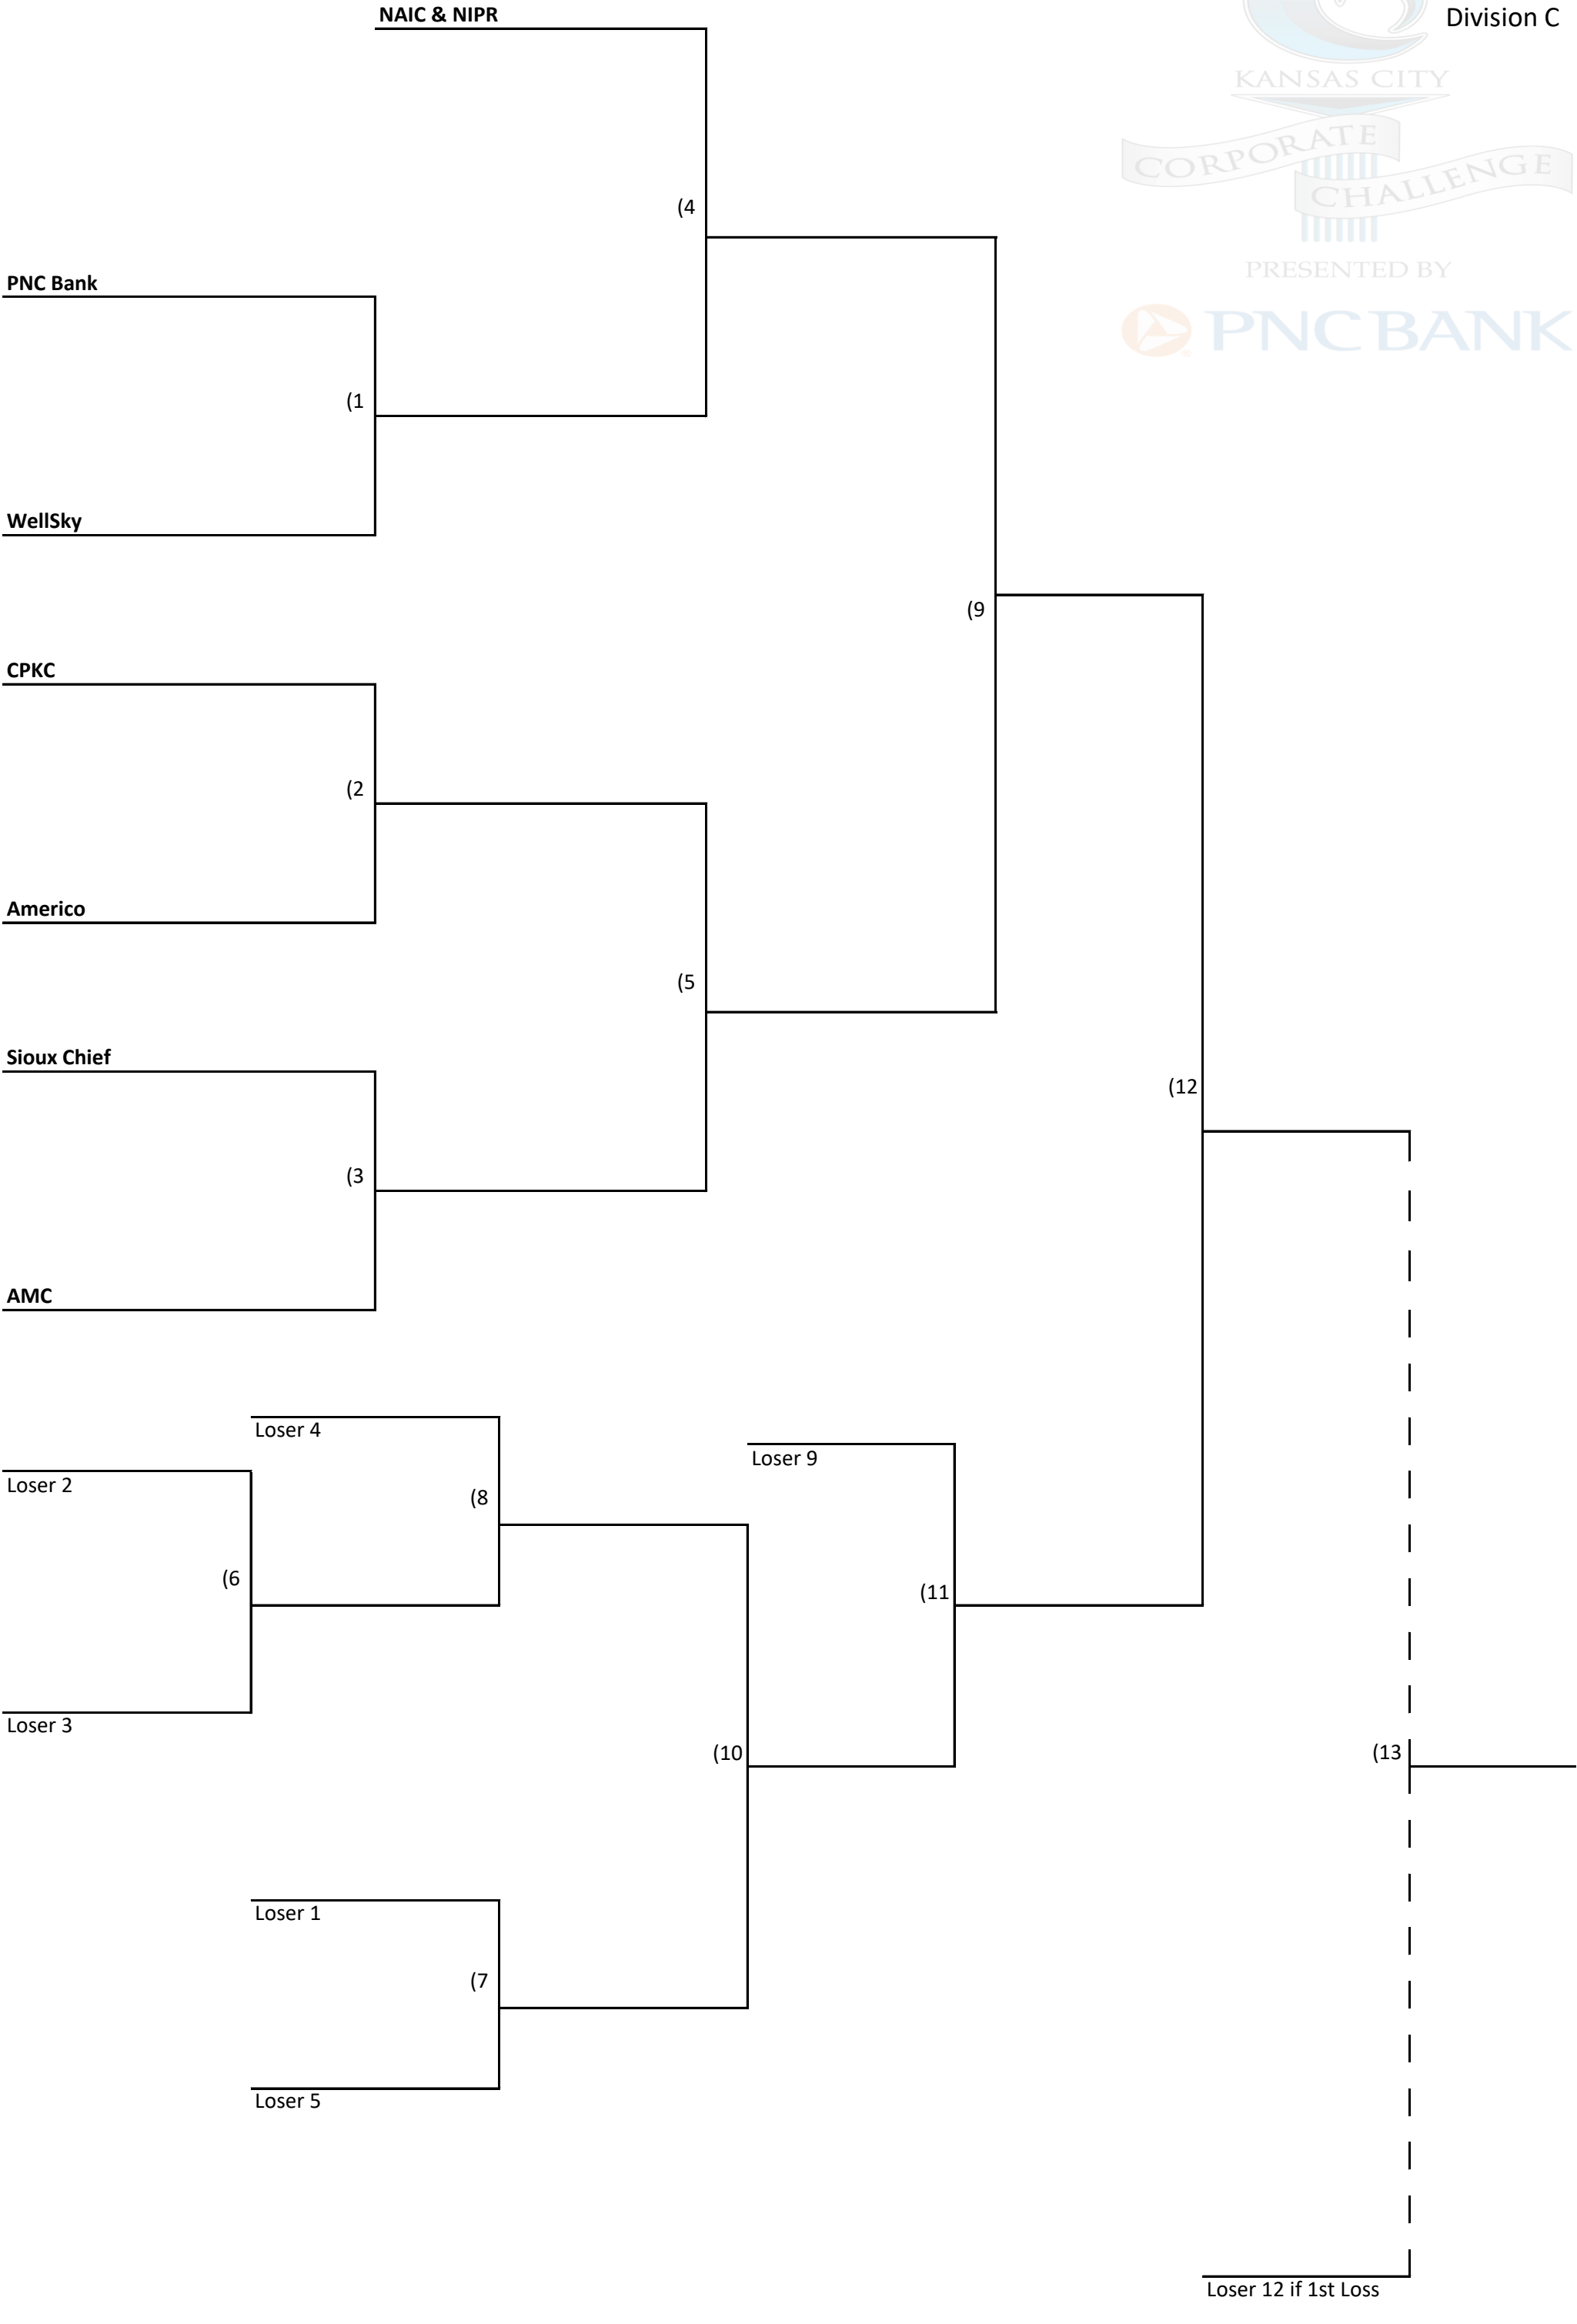 NAIC & NIPR
Division C
KANSAS CITY
CORPORATE
CHALLENGE
(4
PRESENTED BY
PNC Bank
PNC BANK
(1
WellSky
(9
CPKC
(2
Americo
(5
Sioux Chief
(12
(3
AMC
Loser 4
Loser 9
Loser 2
(8
(6
(11
Loser 3
(10
(13
Loser 1
(7
Loser 5
Loser 12 if 1st Loss